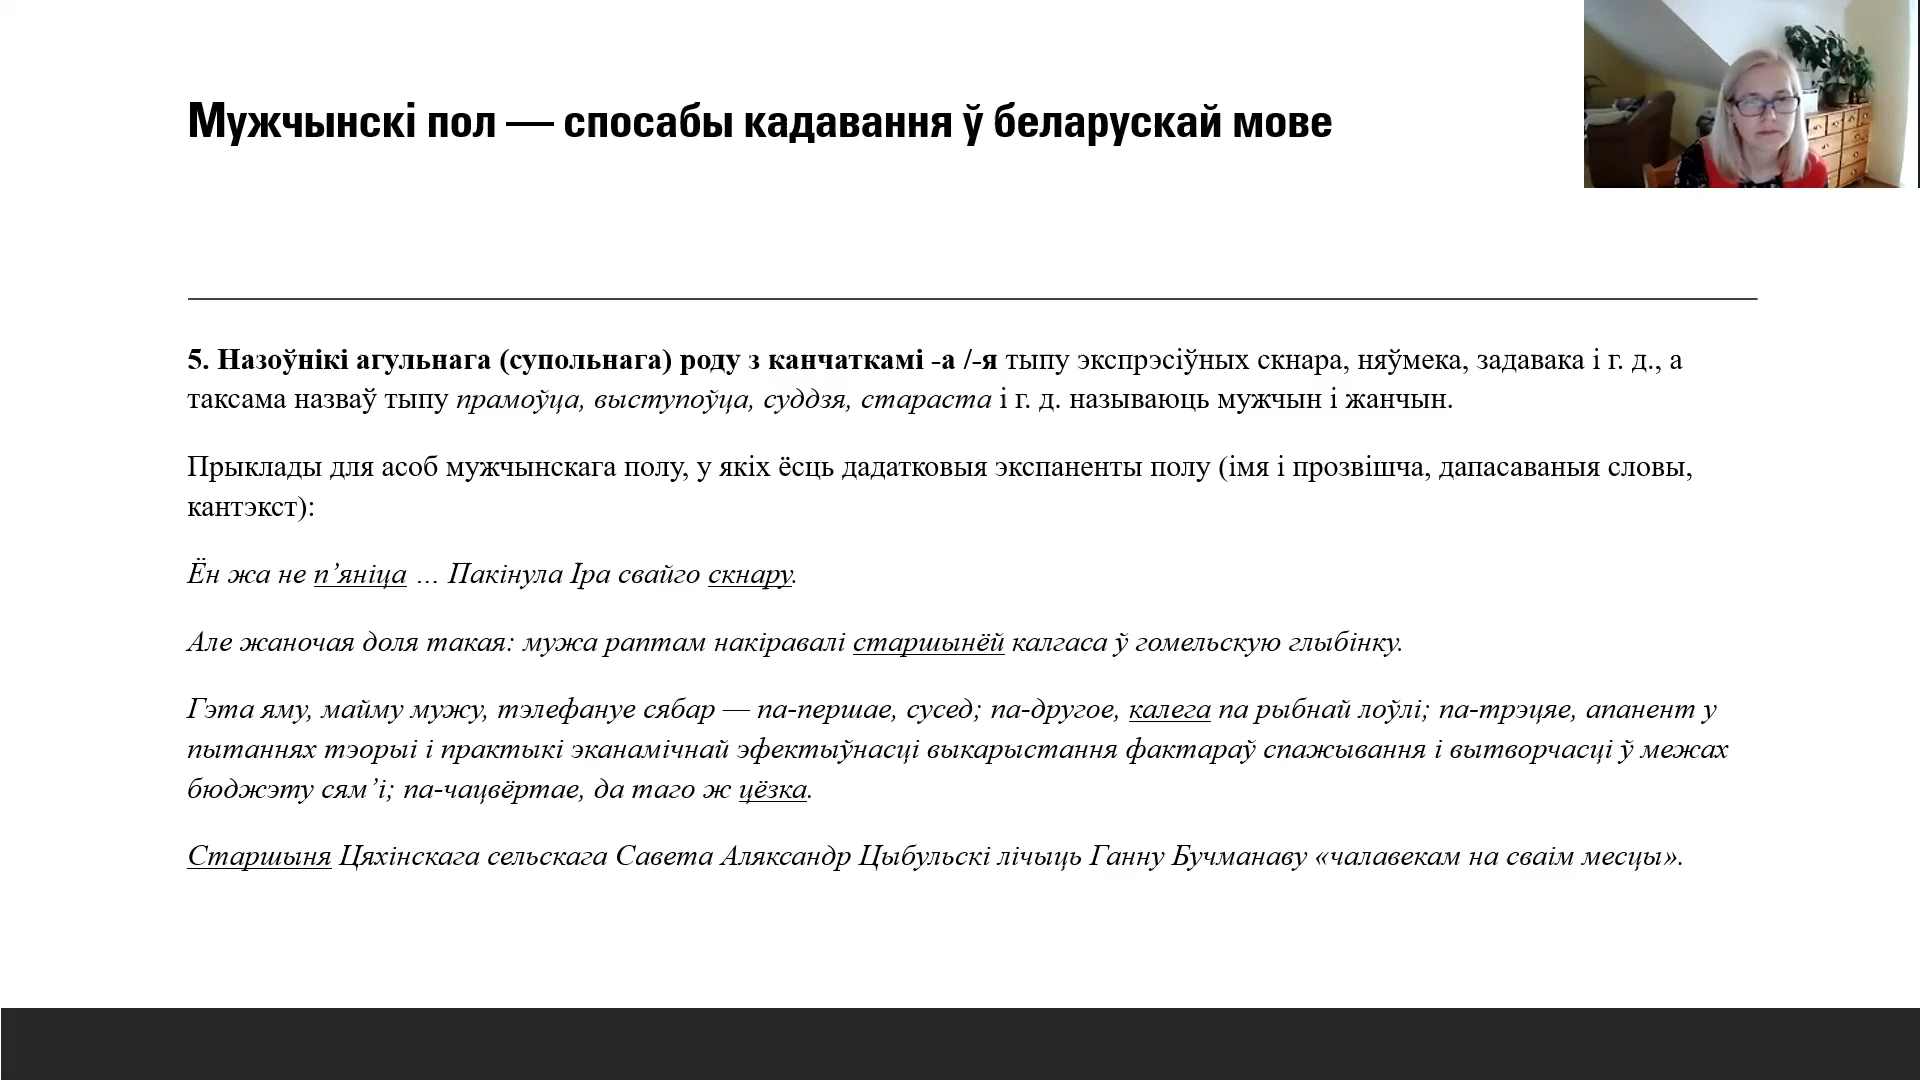 Мужчынскі пол — спосабы кадавання ў беларускай мове
5. Назоўнікі агульнага (супольнага) роду з канчаткамі -а /-я тыпу экспрэсіўных скнара, няўмека, задавака і г. д., а
таксама назваў тыпу прамоўца, выступоўца, суддзя, стараста і г. д. называюць мужчын і жанчын.
Прыклады для асоб мужчынскага полу, у якіх ёсць дадатковыя экспаненты полу (імя і прозвішча, дапасаваныя словы,
кантэкст):
Ён жа не п’яніца … Пакінула Іра свайго скнару.
Але жаночая доля такая: мужа раптам накіравалі старшынёй калгаса ў гомельскую глыбінку.
Гэта яму, майму мужу, тэлефануе сябар — па-першае, сусед; па-другое, калега па рыбнай лоўлі; па-трэцяе, апанент у
пытаннях тэорыі і практыкі эканамічнай эфектыўнасці выкарыстання фактараў спажывання і вытворчасці ў межах
бюджэту сям’і; па-чацвёртае, да таго ж цёзка.
Старшыня Цяхінскага сельскага Савета Аляксандр Цыбульскі лічыць Ганну Бучманаву «чалавекам на сваім месцы».